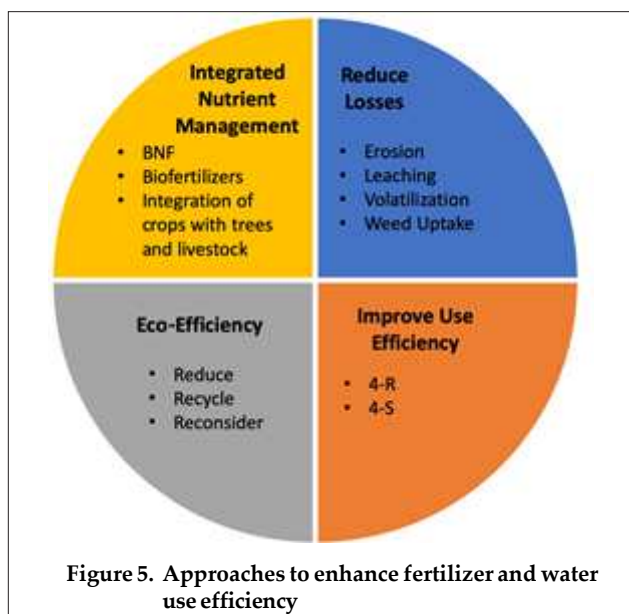 Integrated
Nutrient
Management
• BNF
• Biofertilizers
• Integration of
crops with trees
and livestock
Reduce
Losses
• Erosion
• Leaching
• Volatilization
• Weed Uptake
Eco-Efficiency
• Reduce
• Recycle
• Reconsider
Improve Use
Efficiency
• 4-R
• 4-S
Figure 5. Approaches to enhance fertilizer and water
use efficiency